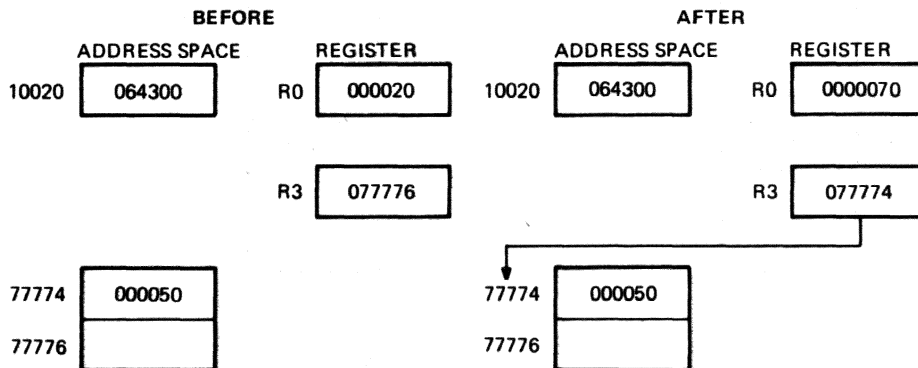 BEFORE AFTER
ADDRESS SPACE REGISTER ADDRESS SPACE REGISTER
10020 064300 R0 000020 10020 064300 R0 0000070
R3 077776 R3 077774
77774 000050 77774 000050
77776 77776